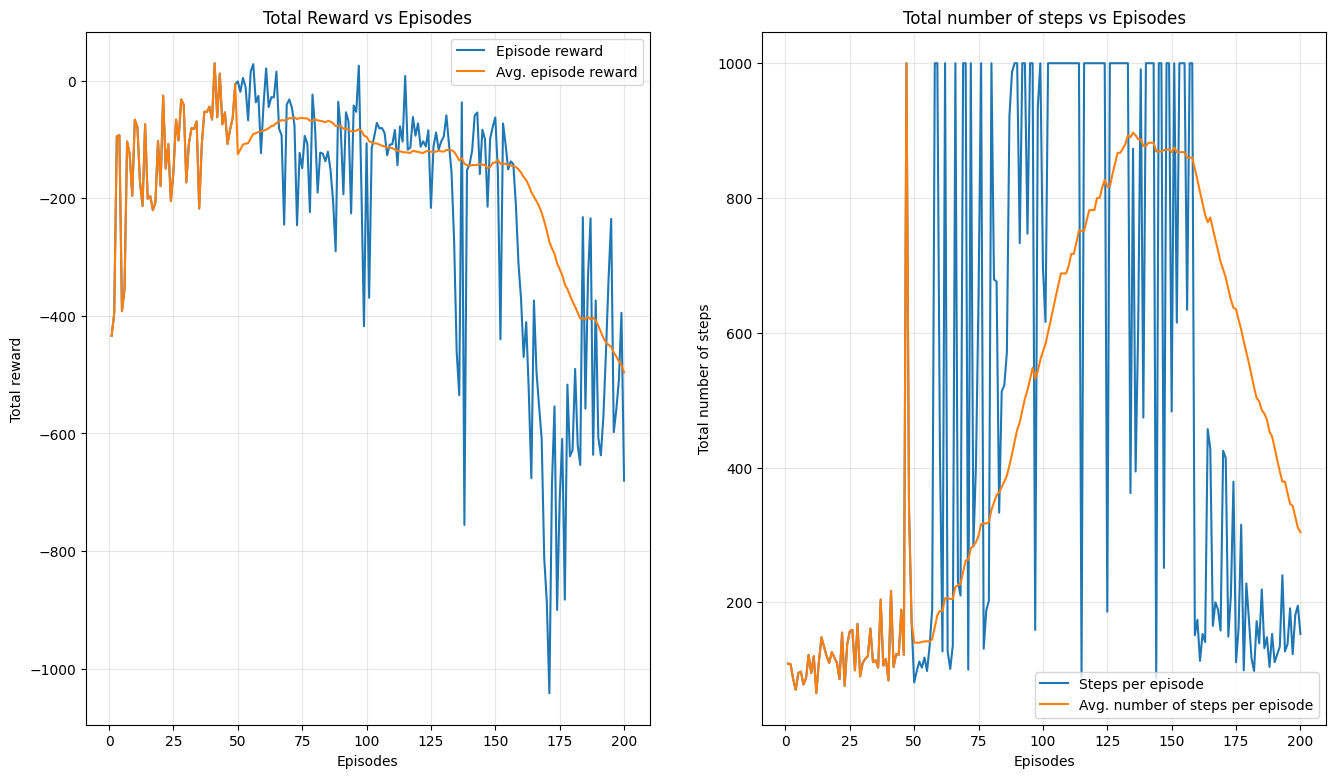 Total Reward vs Episodes
Episode reward
Avg. episode reward
0
−200
−400
−600
−800
−1000
Total reward
0
25
50
75
100
125
150
175
200
Episodes
Total number of steps vs Episodes
1000
800
600
400
200
Total number of steps
Steps per episode
Avg. number of steps per episode
0
25
50
75
100
125
150
175
200
Episodes